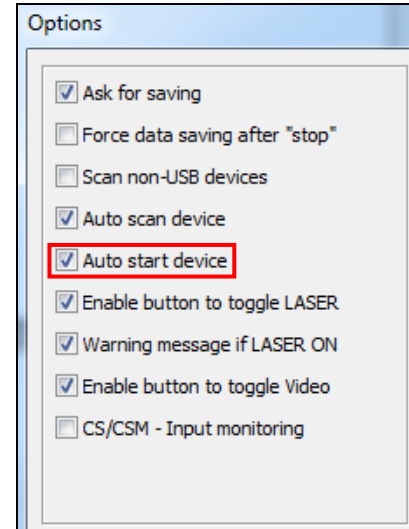 Options
Ask for saving
Force data saving after "stop"
Scan non-USB devices
Auto scan device
Auto start device
Enable button to toggle LASER
Warning message if LASER ON
Enable button to toggle Video
CS/CSM - Input monitoring